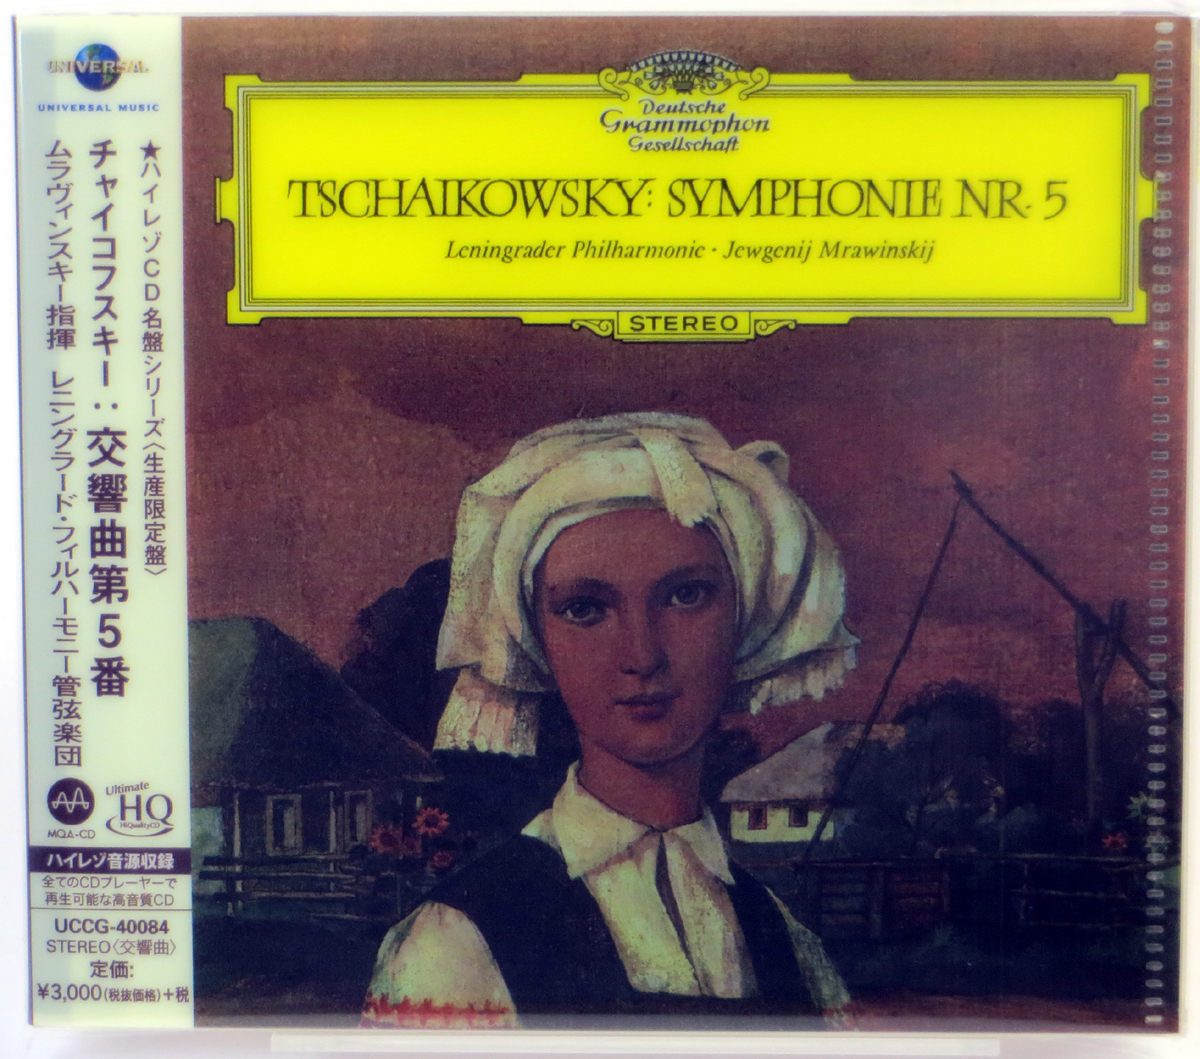 UNIVERSAL
UNIVERSAL MUSIC
★ハイレゾCD名盤シリーズ〈生産限定盤〉
チャイコフスキー：交響曲第5番
ムラヴィンスキー指揮 レニングラード・フィルハーモニー管弦楽団
MQA-CD
Ultimate
HQ
HiQualityCD
ハイレゾ音源収録
全てのCDプレーヤーで
再生可能な高音質CD
UCCG-40084
STEREO〈交響曲〉
定価:
¥3,000(税抜価格)+税
Deutsche
Grammophon
Gesellschaft
TSCHAIKOWSKY: SYMPHONIE NR. 5
Leningrader Philharmonie · Jewgenij Mrawinskij
STEREO